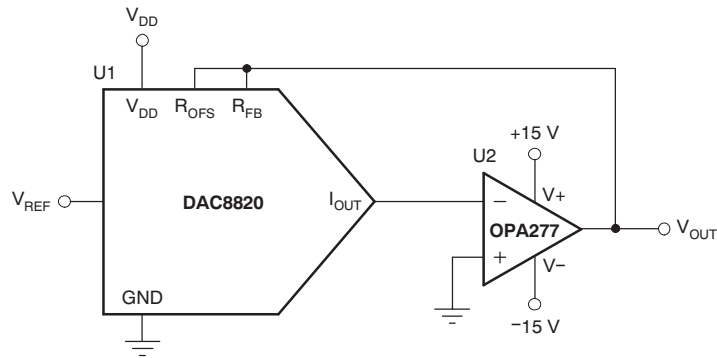 V_DD
U1
V_DD R_OFS R_FB
U2
+15 V
V_REF
DAC8820
I_OUT
−
V+
OPA277
V_OUT
+
V−
GND
−15 V